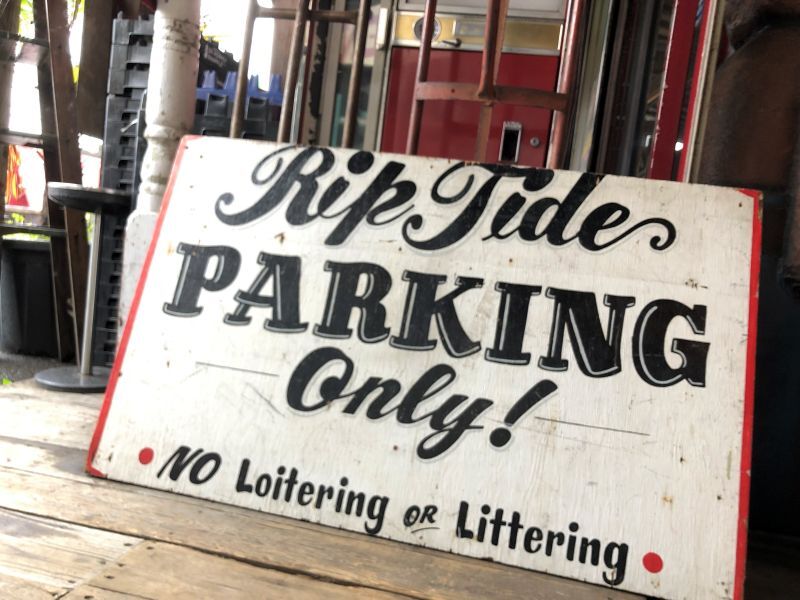 Rip Tide
PARKING
Only!
NO Loitering OR Littering